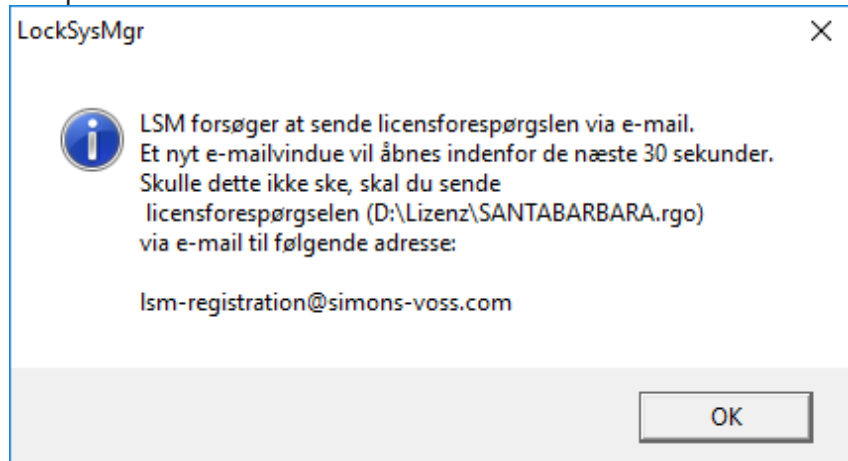 LockSysMgr
LSM forsøger at sende licensforespørgslen via e-mail.
Et nyt e-mailvindue vil åbnes indenfor de næste 30 sekunder.
Skulle dette ikke ske, skal du sende
licensforespørgselen (D:\Lizenz\SANTABARBARA.rgo)
via e-mail til følgende adresse:
lsm-registration@simons-voss.com
OK